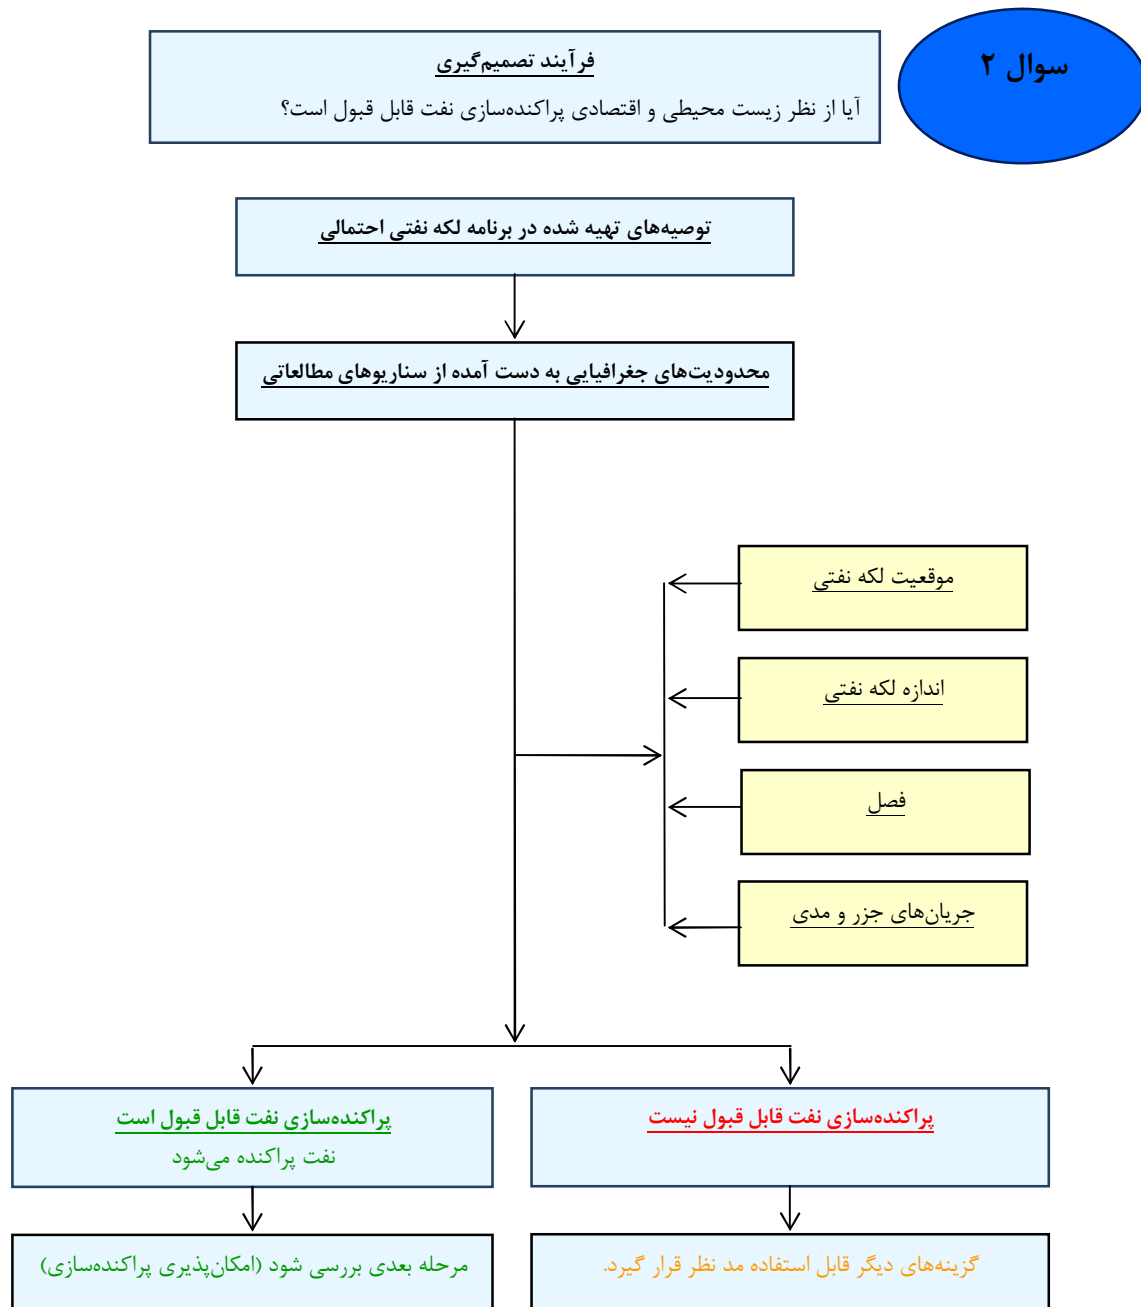 سوال ۲
فرآیند تصمیم‌گیری
آیا از نظر زیست محیطی و اقتصادی پراکنده‌سازی نفت قابل قبول است؟
توصیه‌های تهیه شده در برنامه لکه نفتی احتمالی
محدودیت‌های جغرافیایی به دست آمده از سناریوهای مطالعاتی
موقعیت لکه نفتی
اندازه لکه نفتی
فصل
جریان‌های جزر و مدی
پراکنده‌سازی نفت قابل قبول نیست
پراکنده‌سازی نفت قابل قبول است
نفت پراکنده می‌شود
گزینه‌های دیگر قابل استفاده مد نظر قرار گیرد.
مرحله بعدی بررسی شود (امکان‌پذیری پراکنده‌سازی)